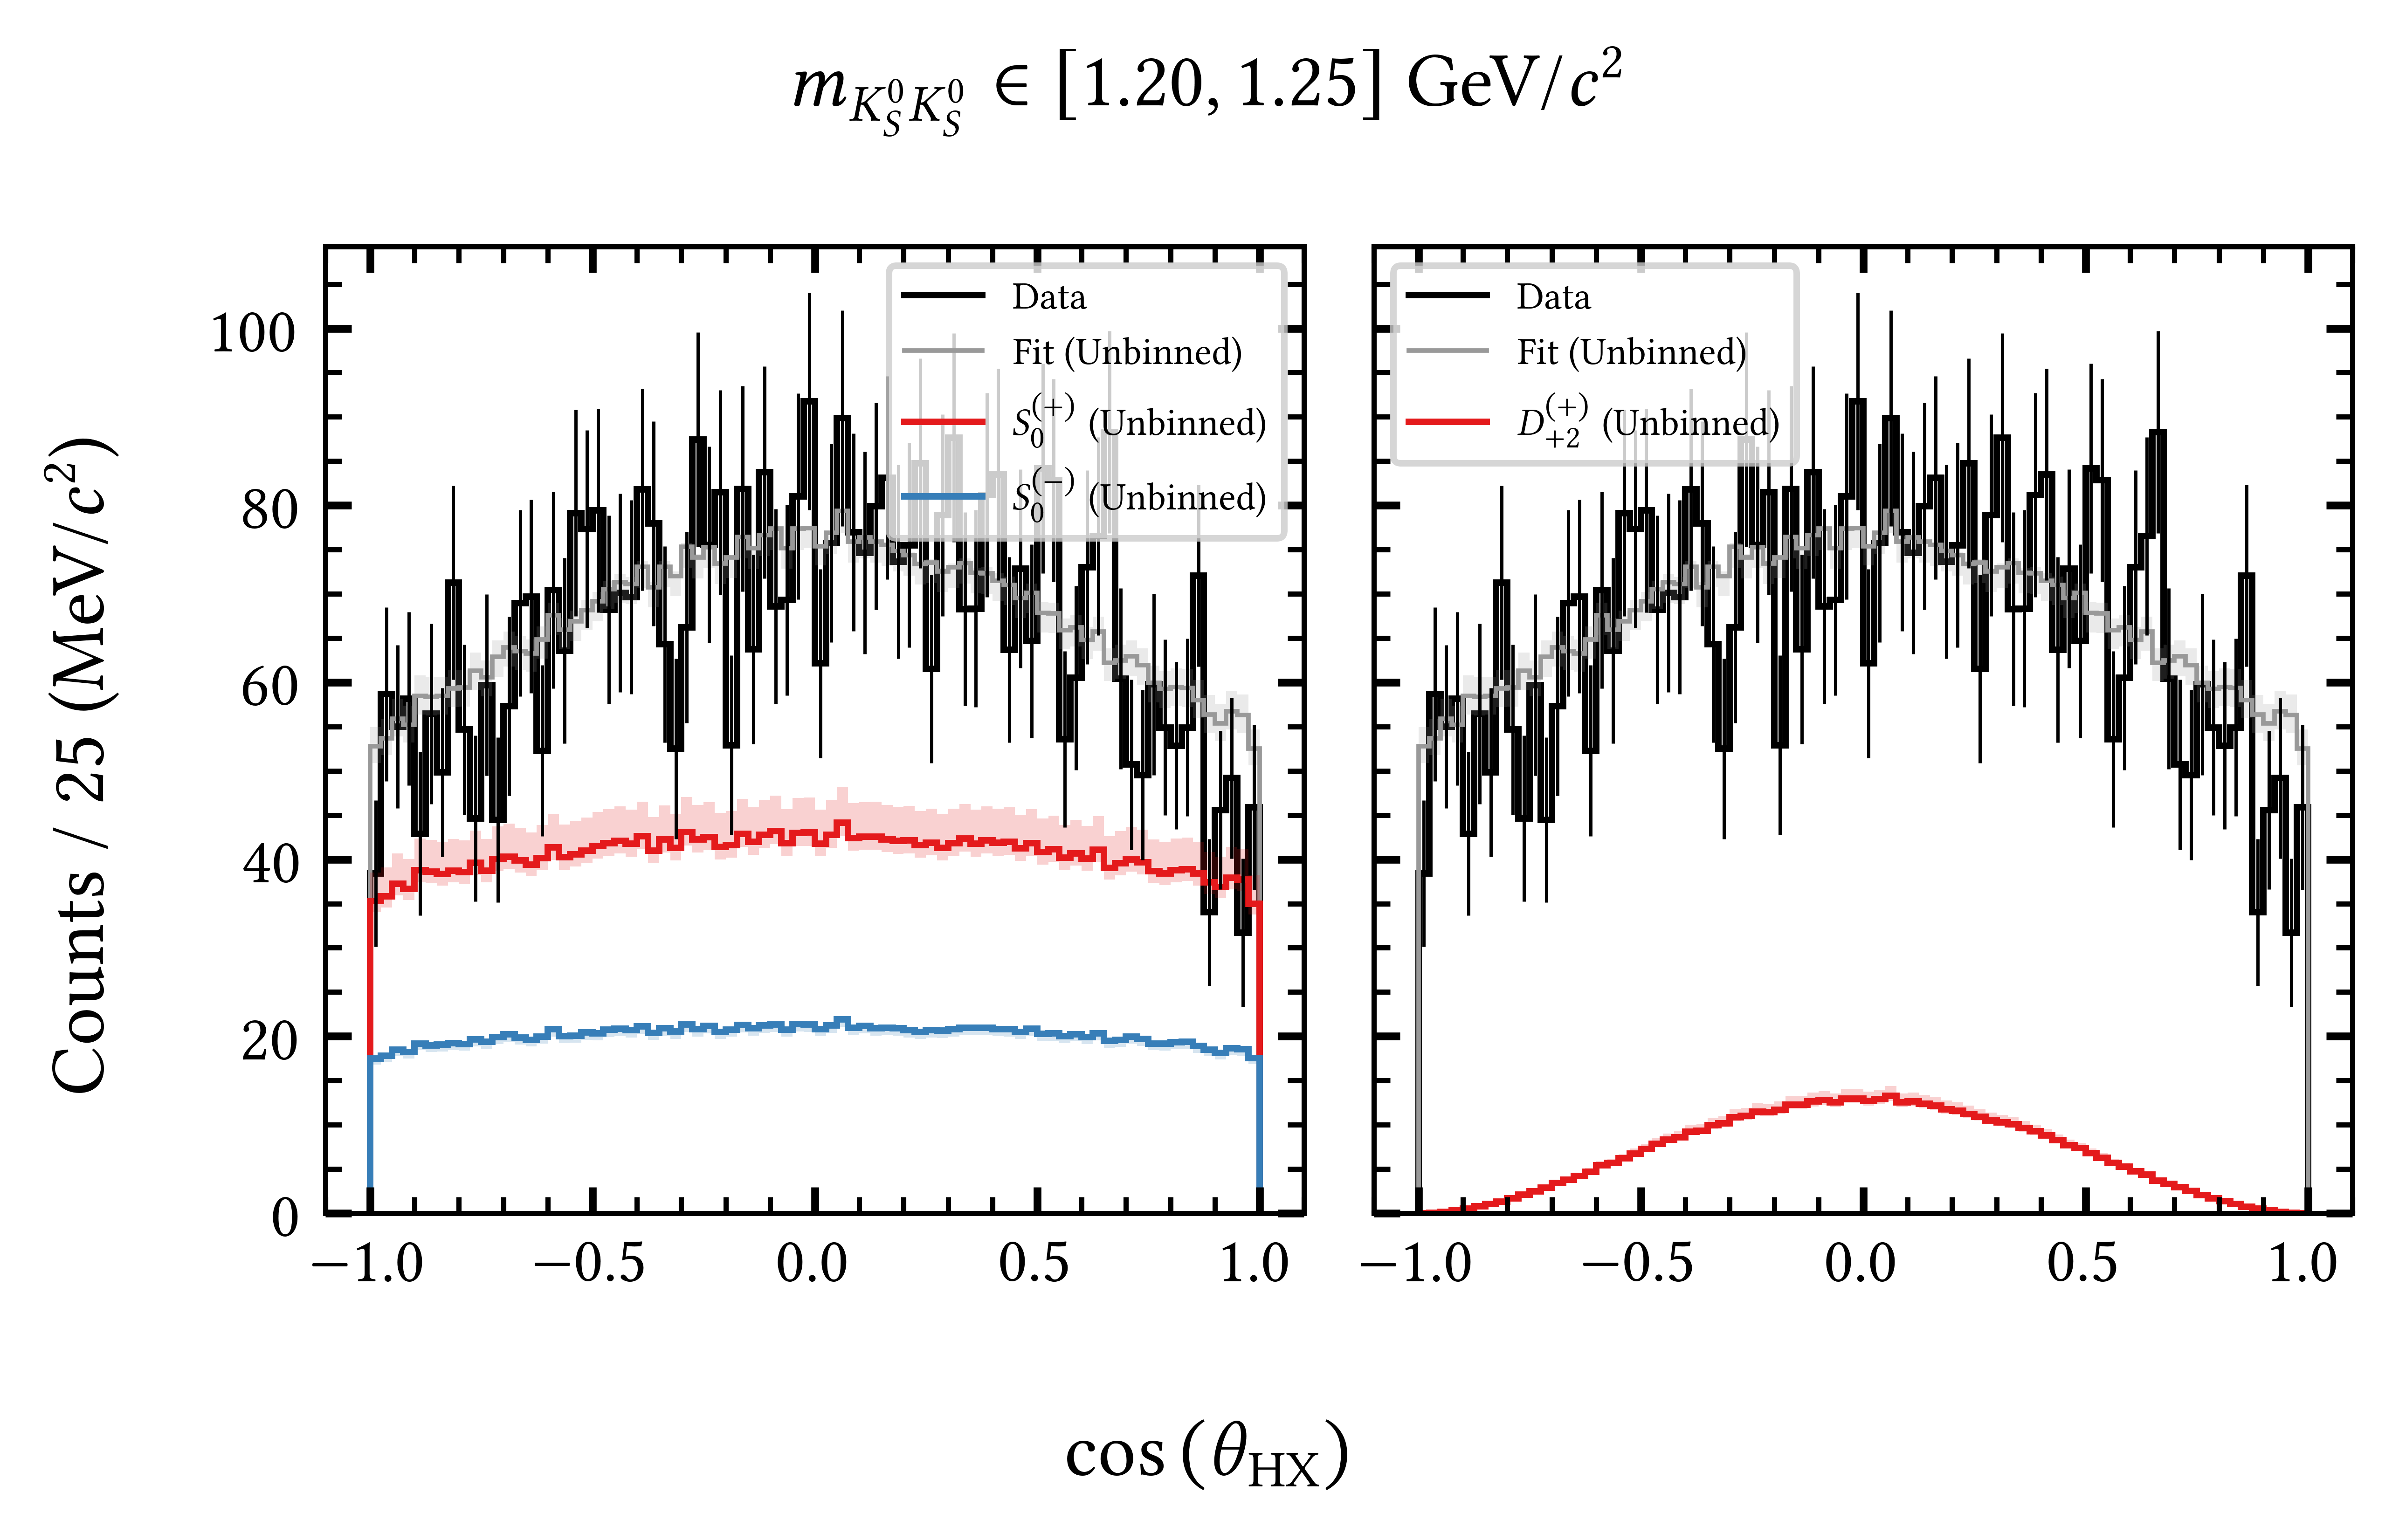 m_{K_S^0 K_S^0} ∈ [1.20, 1.25] GeV/c²
Counts / 25 (MeV/c²)
100
80
60
40
20
0
Data
Fit (Unbinned)
S_0^{(+)} (Unbinned)
S_0^{(−)} (Unbinned)
−1.0 −0.5 0.0 0.5 1.0
Data
Fit (Unbinned)
D_{+2}^{(+)} (Unbinned)
−1.0 −0.5 0.0 0.5 1.0
cos (θ_{HX})